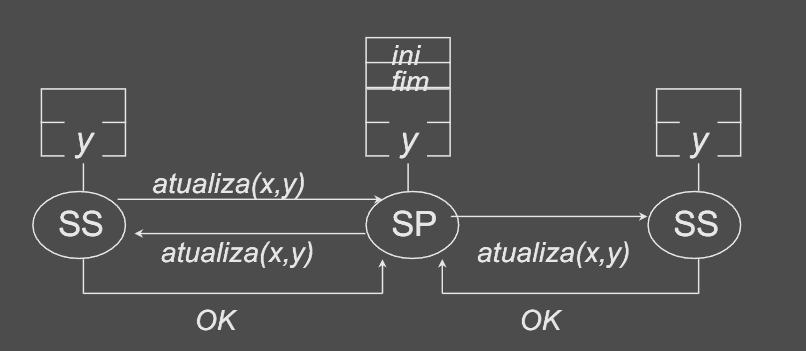 ini
fim
y
y
y
atualiza(x,y)
SS
SP
SS
atualiza(x,y)
atualiza(x,y)
OK
OK